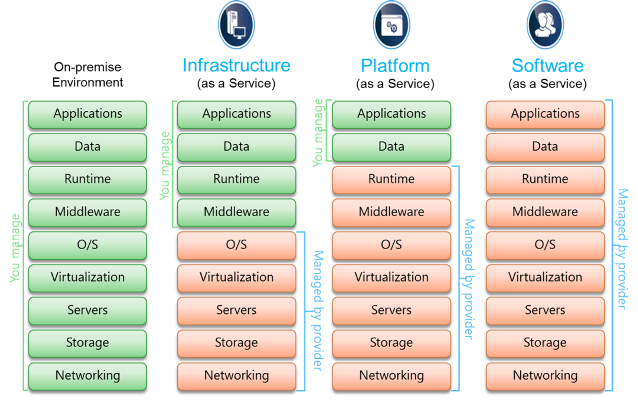 On-premise
Environment
Applications
Data
Runtime
Middleware
O/S
Virtualization
Servers
Storage
Networking
You manage
Infrastructure
(as a Service)
Applications
Data
Runtime
Middleware
O/S
Virtualization
Servers
Storage
Networking
You manage
Managed by provider
Platform
(as a Service)
Applications
Data
Runtime
Middleware
O/S
Virtualization
Servers
Storage
Networking
You manage
Managed by provider
Software
(as a Service)
Applications
Data
Runtime
Middleware
O/S
Virtualization
Servers
Storage
Networking
Managed by provider